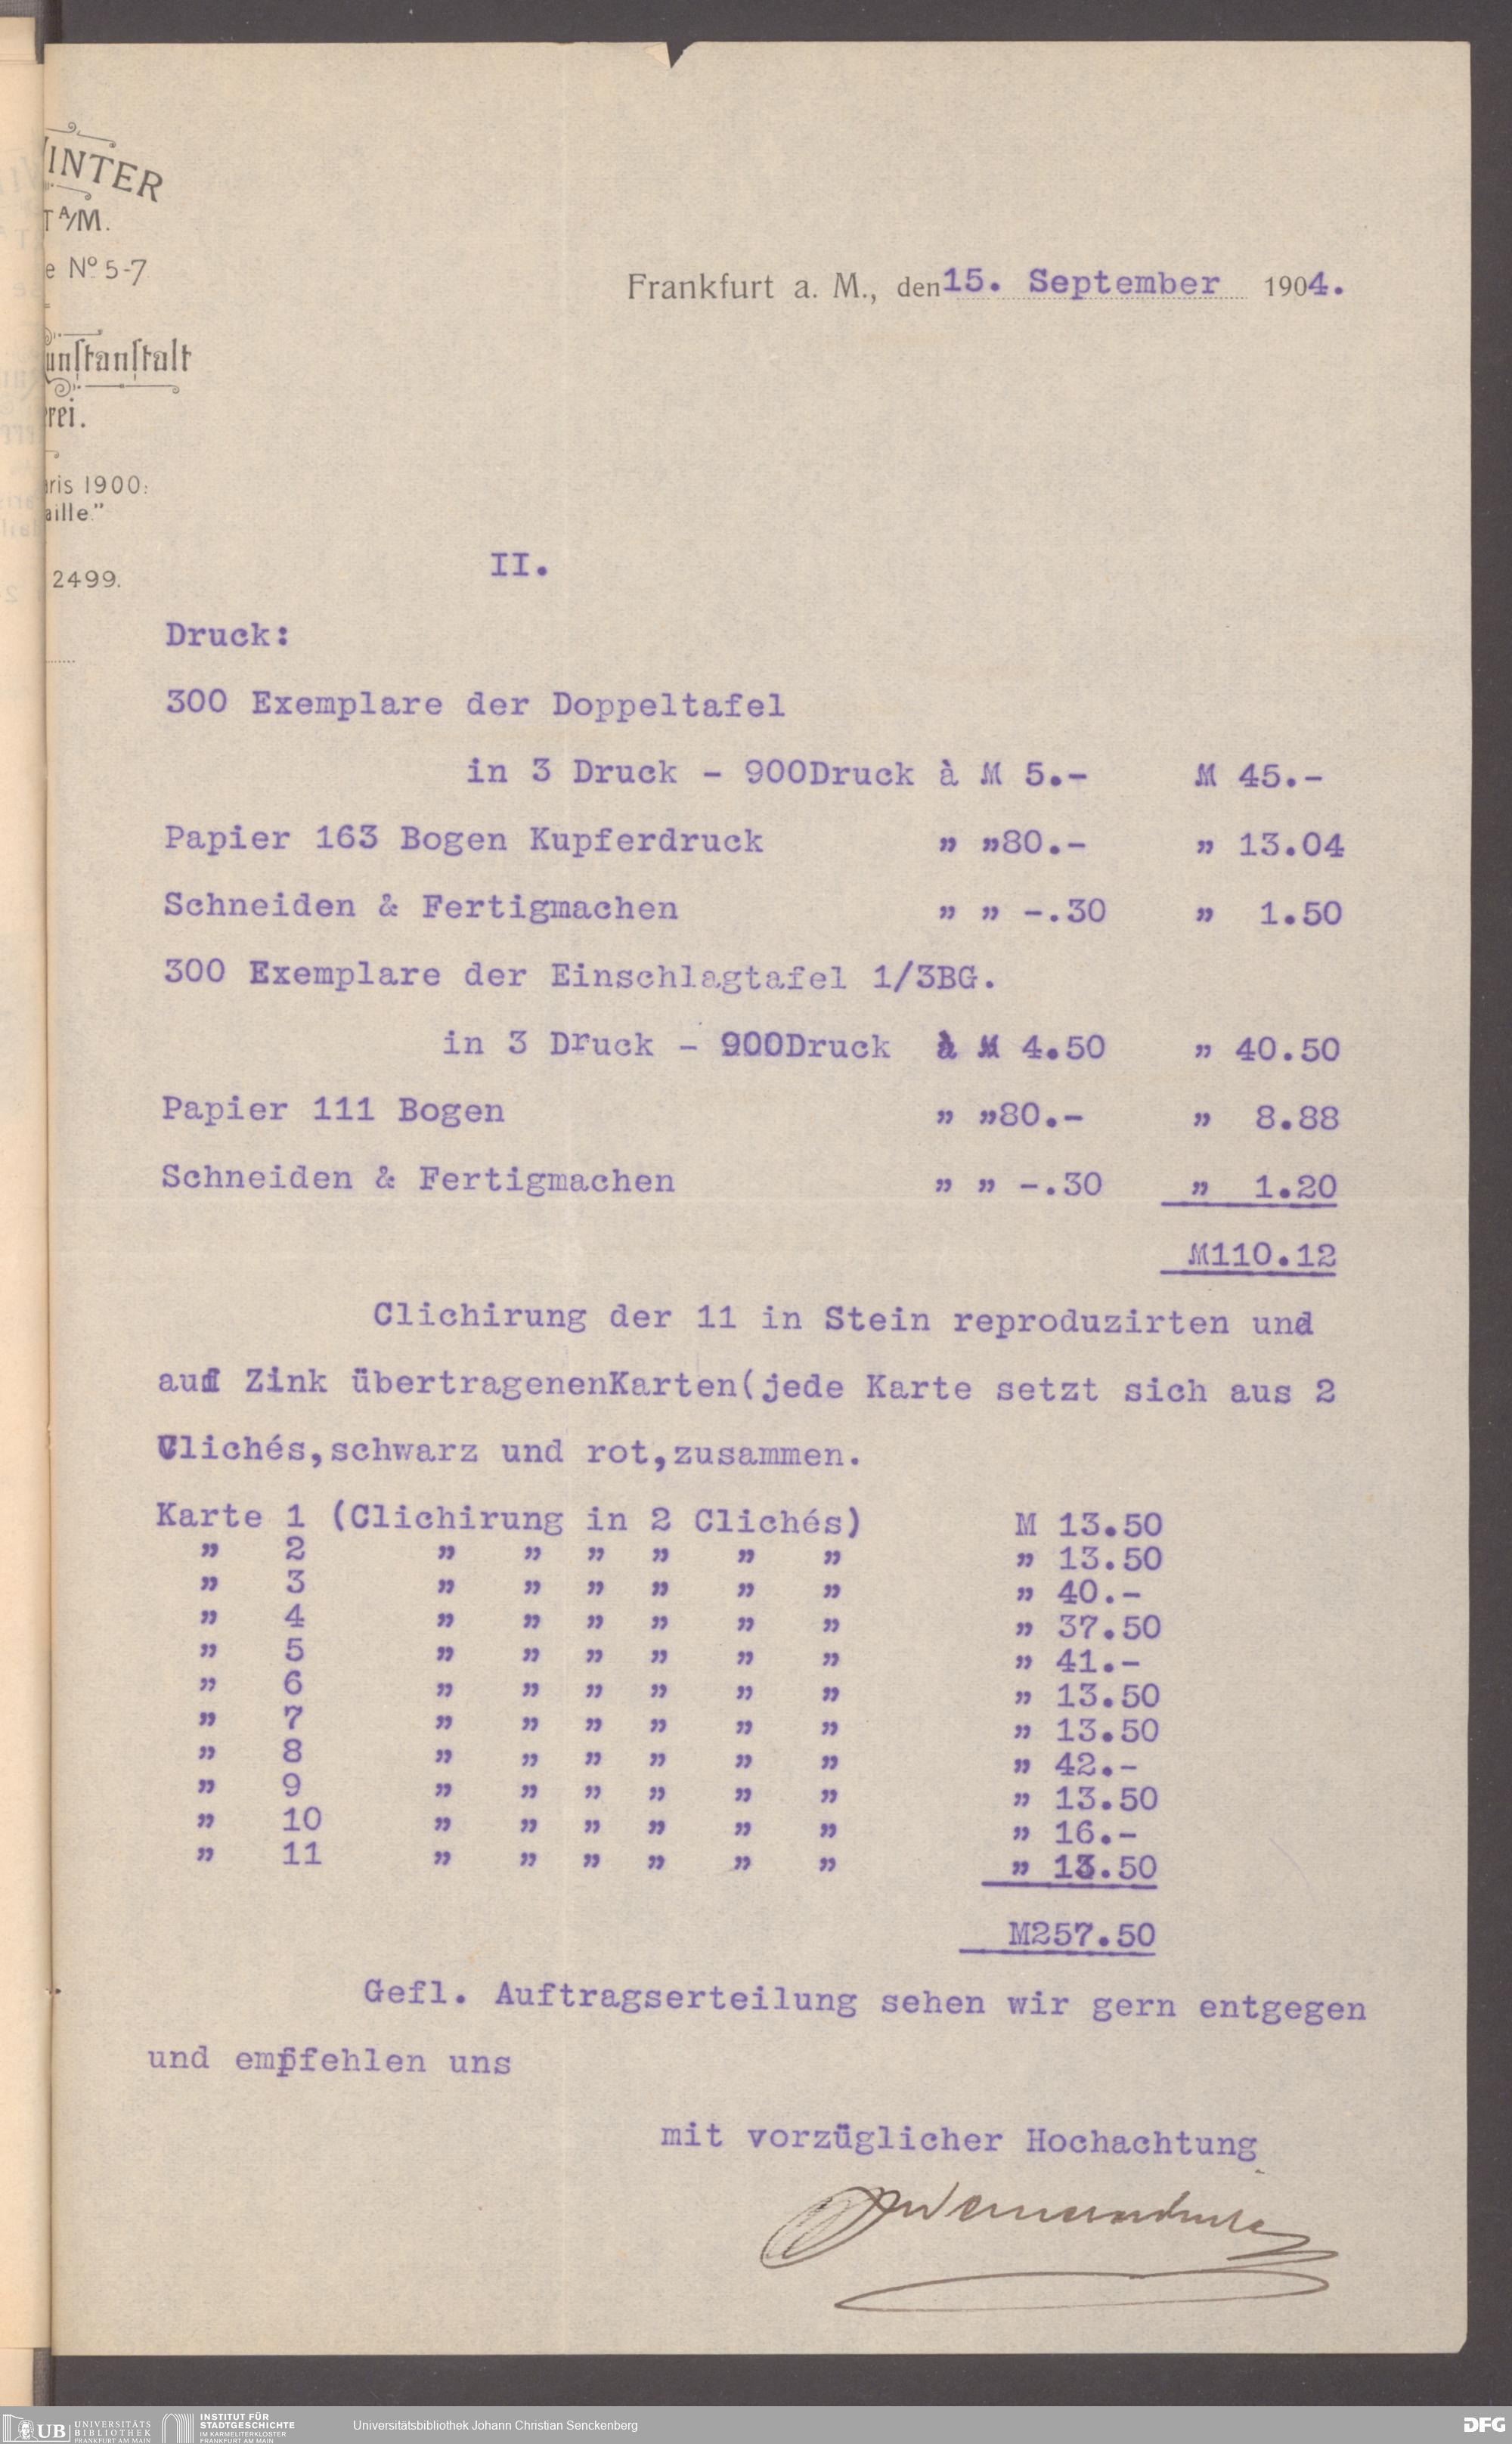 WINTER
T A/M.
e Nº 5-7
unstanstalt
rei.
aris 1900:
aille."
2499.
Frankfurt a. M., den 15. September 1904.
II.
Druck:
300 Exemplare der Doppeltafel
in 3 Druck - 900Druck à M 5.- M 45.-
Papier 163 Bogen Kupferdruck " "80.- " 13.04
Schneiden & Fertigmachen " " -.30 " 1.50
300 Exemplare der Einschlagtafel 1/3BG.
in 3 Druck - 900Druck à M 4.50 " 40.50
Papier 111 Bogen " "80.- " 8.88
Schneiden & Fertigmachen " " -.30 " 1.20
M110.12
Clichirung der 11 in Stein reproduzirten und
auf Zink übertragenenKarten(jede Karte setzt sich aus 2
Clichés,schwarz und rot,zusammen.
Karte 1 (Clichirung in 2 Clichés) M 13.50
" 2 " " " " " " " 13.50
" 3 " " " " " " " 40.-
" 4 " " " " " " " 37.50
" 5 " " " " " " " 41.-
" 6 " " " " " " " 13.50
" 7 " " " " " " " 13.50
" 8 " " " " " " " 42.-
" 9 " " " " " " " 13.50
" 10 " " " " " " " 16.-
" 11 " " " " " " " 13.50
M257.50
Gefl. Auftragserteilung sehen wir gern entgegen
und empfehlen uns
mit vorzüglicher Hochachtung
UB UNIVERSITÄTS
BIBLIOTHEK
FRANKFURT AM MAIN
INSTITUT FÜR
STADTGESCHICHTE
IM KARMELITERKLOSTER
FRANKFURT AM MAIN
Universitätsbibliothek Johann Christian Senckenberg
DFG